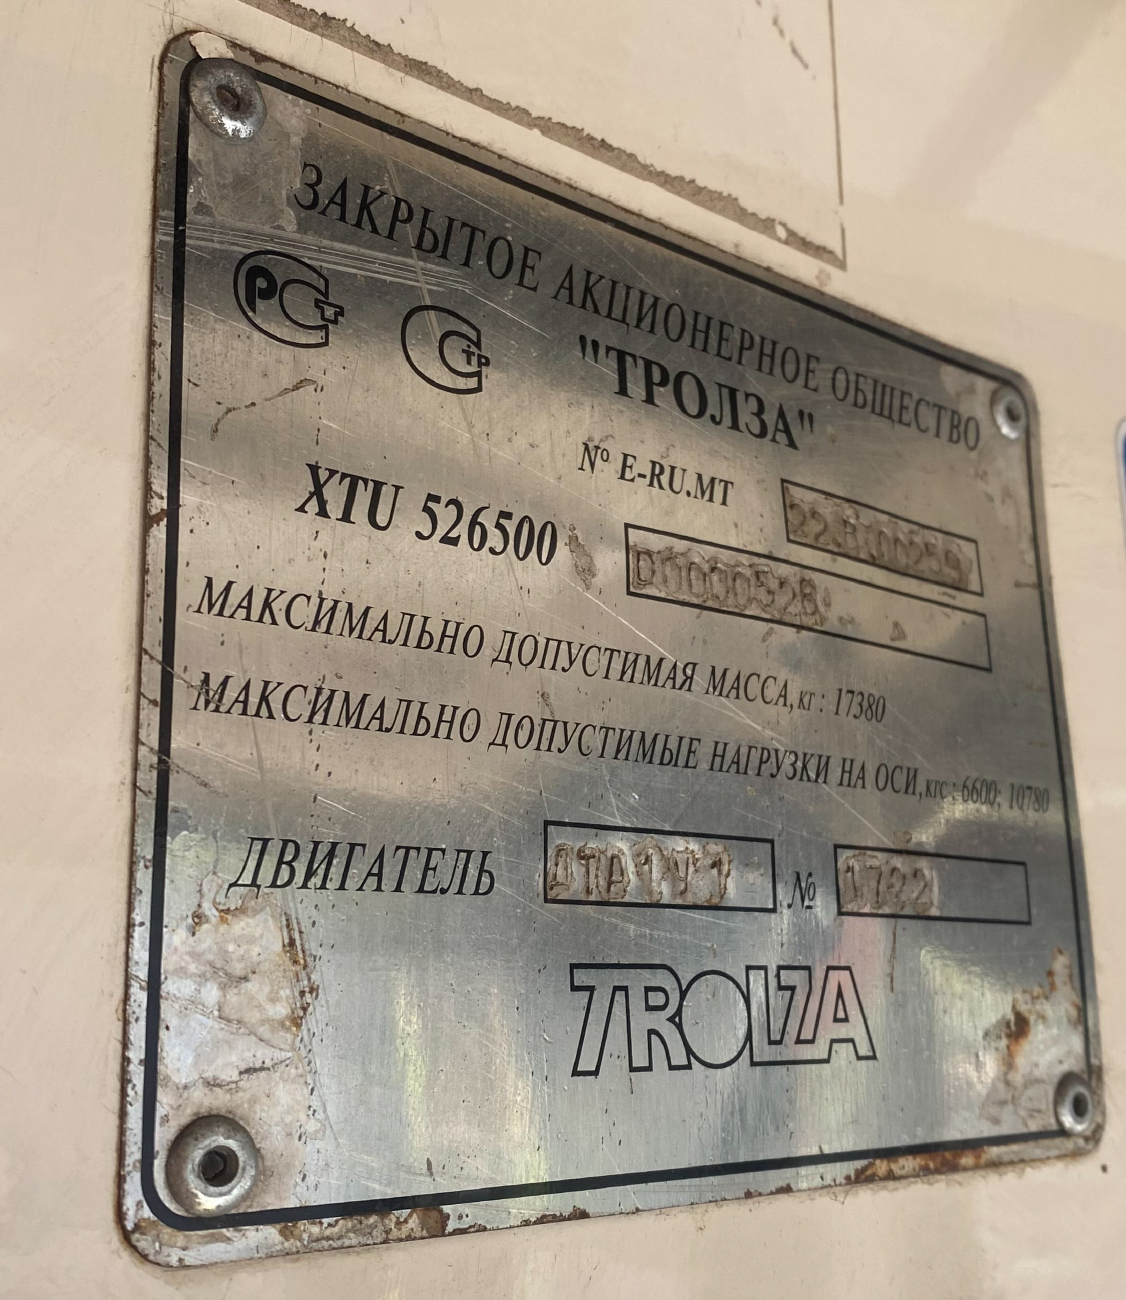 ЗАКРЫТОЕ АКЦИОНЕРНОЕ ОБЩЕСТВО
"ТРОЛЗА"
№ E-RU.MT 22.B.00259
XTU 526500 D0000528
МАКСИМАЛЬНО ДОПУСТИМАЯ МАССА, кг : 17380
МАКСИМАЛЬНО ДОПУСТИМЫЕ НАГРУЗКИ НА ОСИ, кгс : 6600; 10780
ДВИГАТЕЛЬ ДТА1У1 № 1722
TROLZA